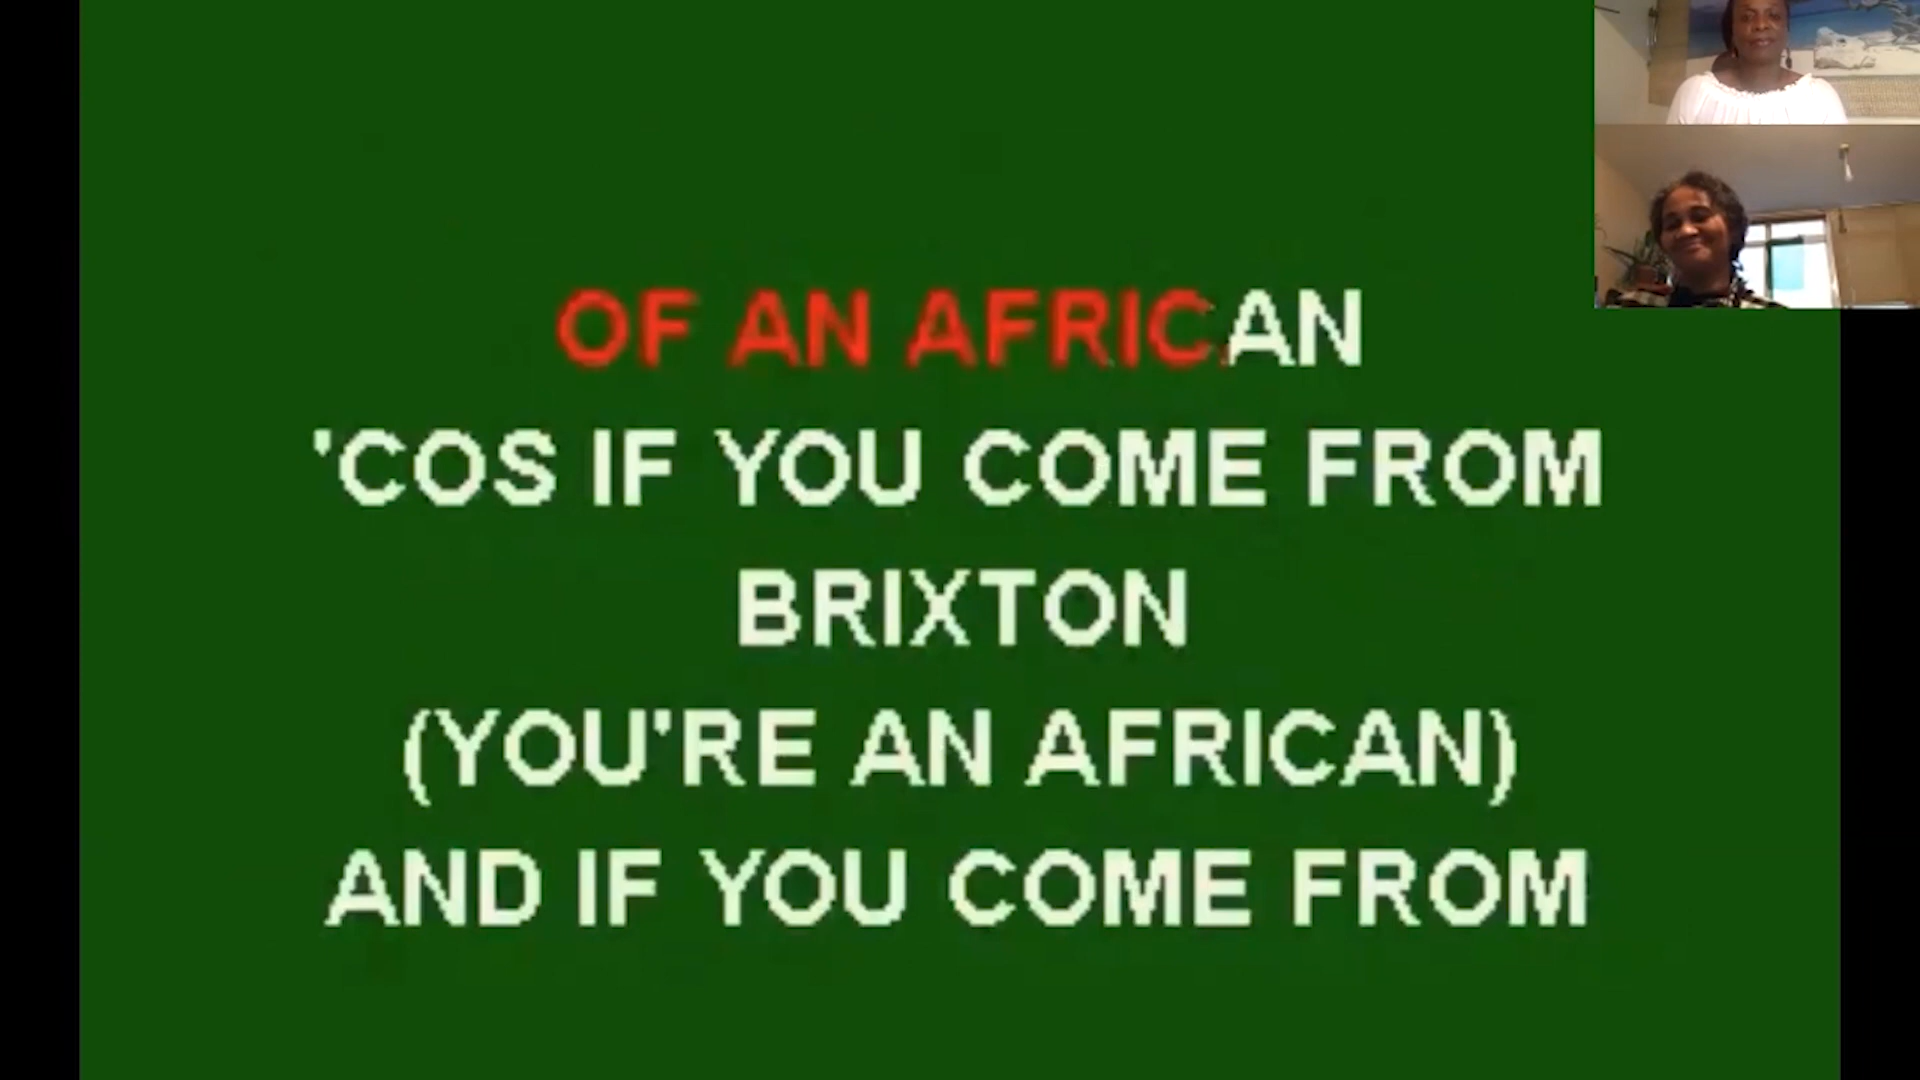 OF AN AFRICAN
'COS IF YOU COME FROM
BRIXTON
(YOU'RE AN AFRICAN)
AND IF YOU COME FROM